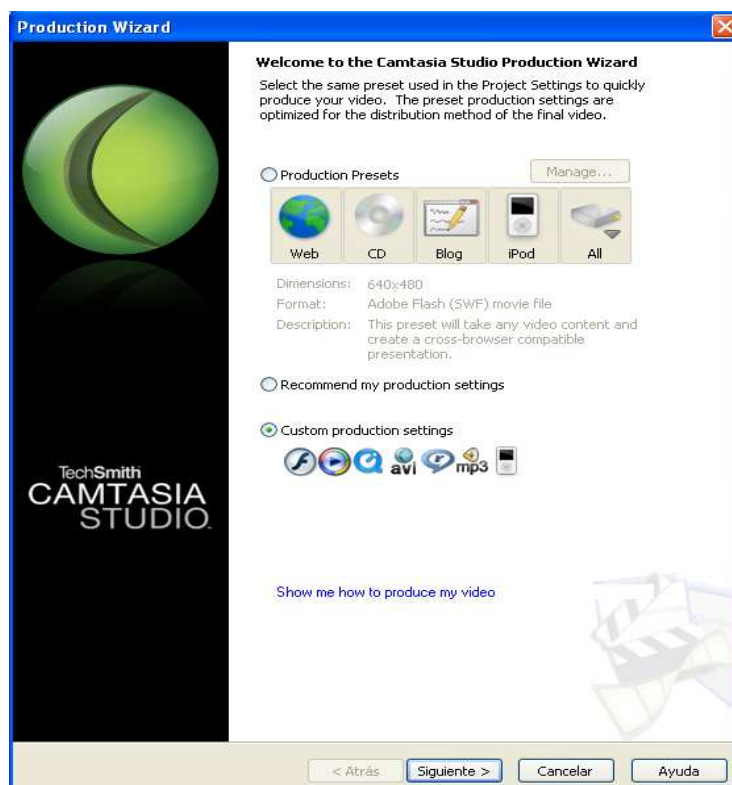 Production Wizard
Welcome to the Camtasia Studio Production Wizard
Select the same preset used in the Project Settings to quickly
produce your video. The preset production settings are
optimized for the distribution method of the final video.
Production Presets
Manage...
Web CD Blog iPod All
Dimensions: 640x480
Format: Adobe Flash (SWF) movie file
Description: This preset will take any video content and
create a cross-browser compatible
presentation.
Recommend my production settings
Custom production settings
avi mp3
TechSmith
CAMTASIA
STUDIO.
Show me how to produce my video
< Atrás Siguiente > Cancelar Ayuda